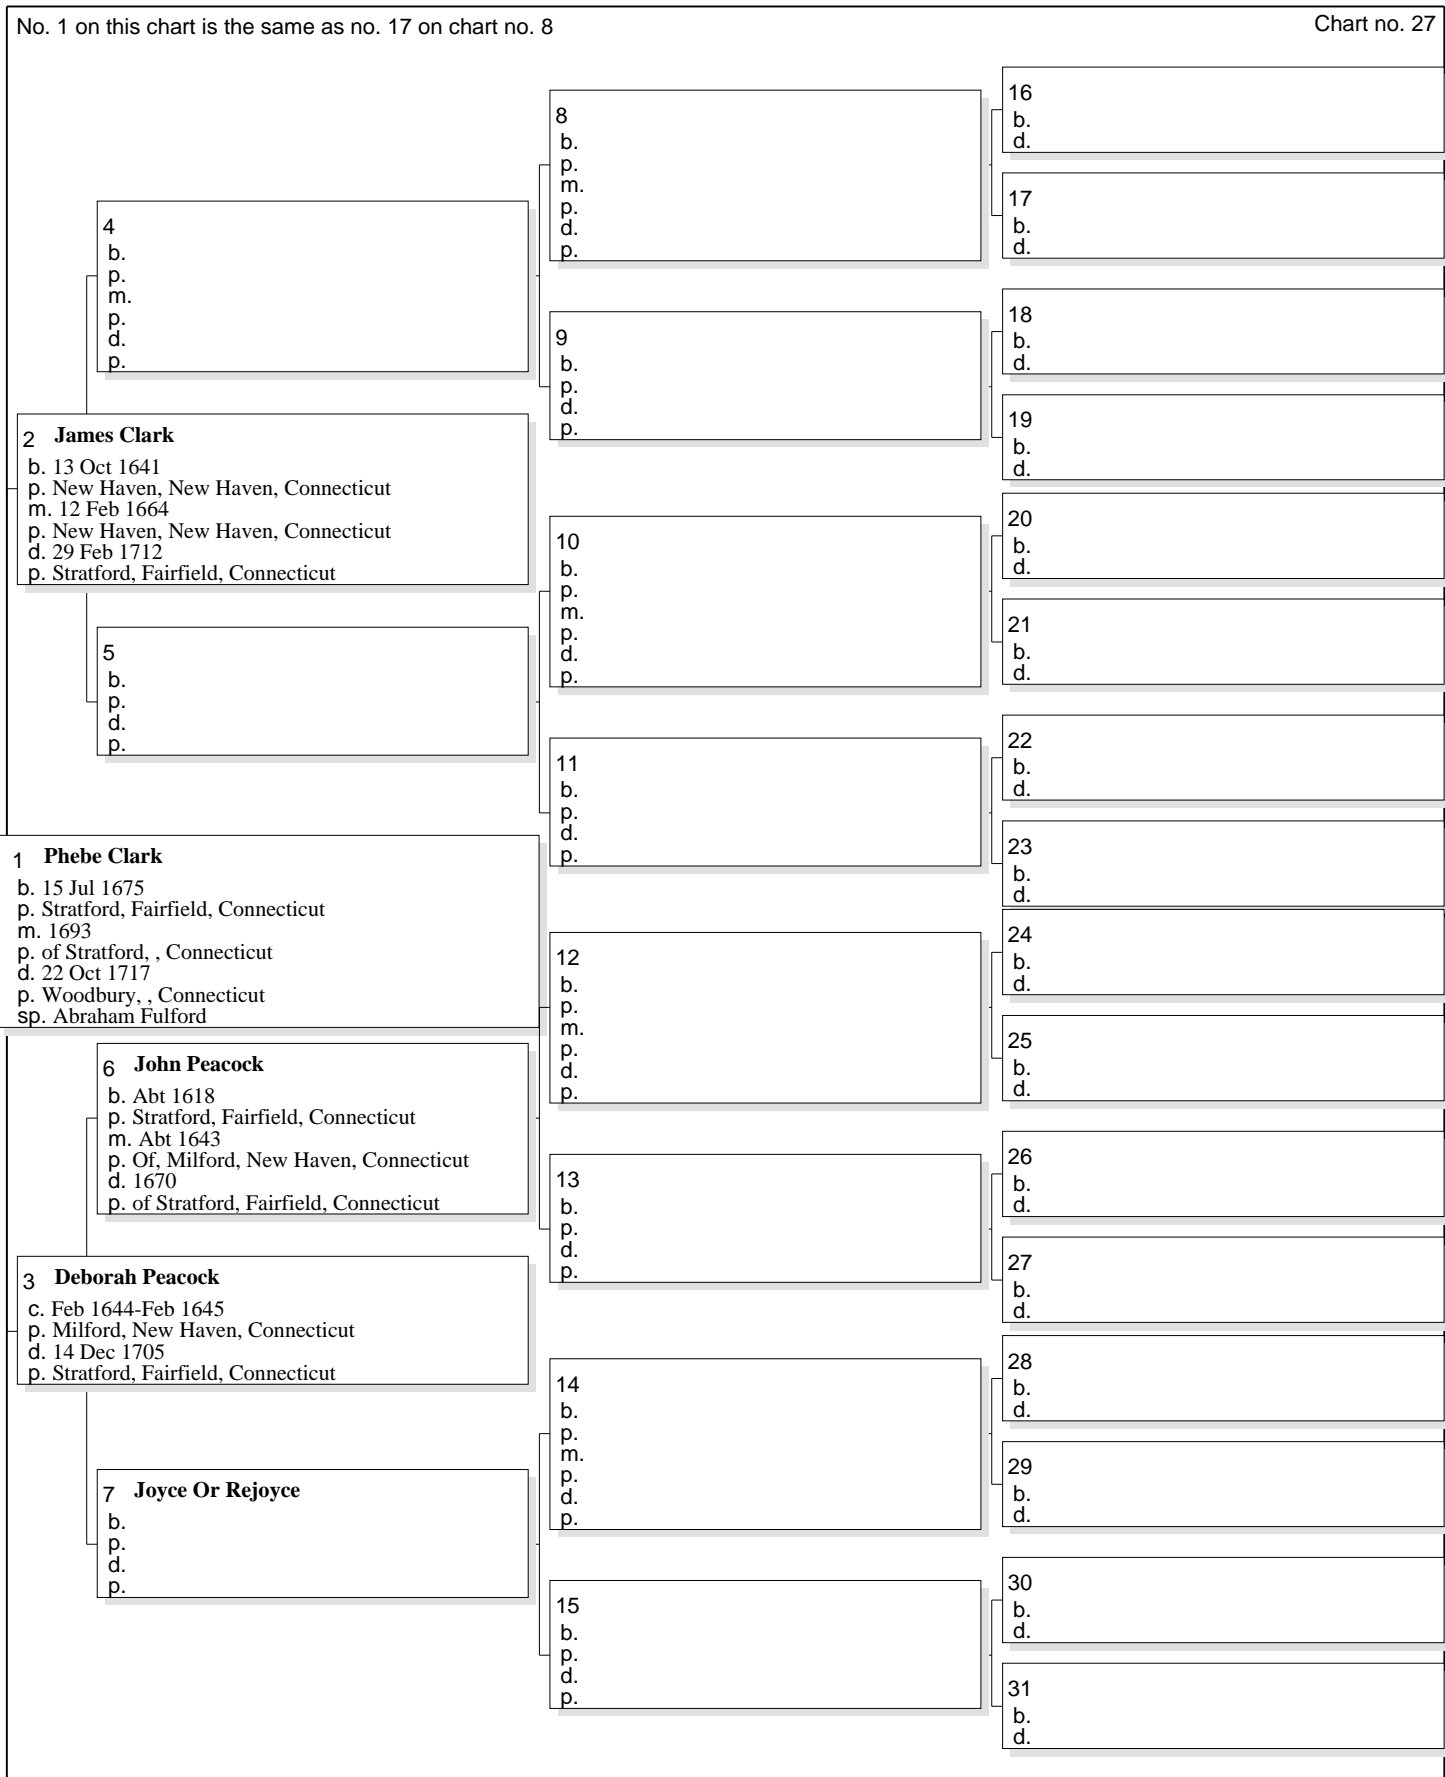 No. 1 on this chart is the same as no. 17 on chart no. 8
Chart no. 27
16
b.
d.
8
b.
p.
m.
p.
d.
p.
17
b.
d.
4
b.
p.
m.
p.
d.
p.
18
b.
d.
9
b.
p.
d.
p.
19
b.
d.
2 James Clark
b. 13 Oct 1641
p. New Haven, New Haven, Connecticut
m. 12 Feb 1664
p. New Haven, New Haven, Connecticut
d. 29 Feb 1712
p. Stratford, Fairfield, Connecticut
20
b.
d.
10
b.
p.
m.
p.
d.
p.
21
b.
d.
5
b.
p.
d.
p.
22
b.
d.
11
b.
p.
d.
p.
23
b.
d.
1 Phebe Clark
b. 15 Jul 1675
p. Stratford, Fairfield, Connecticut
m. 1693
p. of Stratford, , Connecticut
d. 22 Oct 1717
p. Woodbury, , Connecticut
sp. Abraham Fulford
24
b.
d.
12
b.
p.
m.
p.
d.
p.
25
b.
d.
6 John Peacock
b. Abt 1618
p. Stratford, Fairfield, Connecticut
m. Abt 1643
p. Of, Milford, New Haven, Connecticut
d. 1670
p. of Stratford, Fairfield, Connecticut
26
b.
d.
13
b.
p.
d.
p.
27
b.
d.
3 Deborah Peacock
c. Feb 1644-Feb 1645
p. Milford, New Haven, Connecticut
d. 14 Dec 1705
p. Stratford, Fairfield, Connecticut
28
b.
d.
14
b.
p.
m.
p.
d.
p.
29
b.
d.
7 Joyce Or Rejoyce
b.
p.
d.
p.
30
b.
d.
15
b.
p.
d.
p.
31
b.
d.